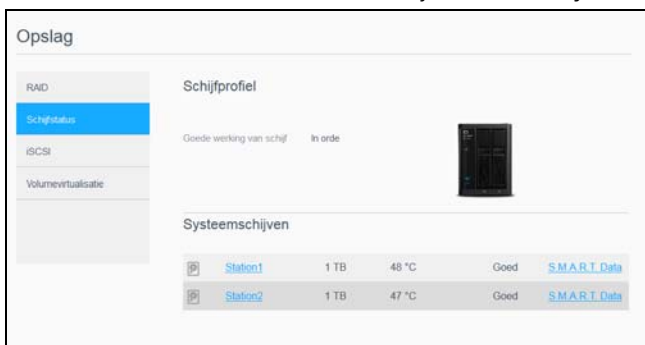 Opslag
RAID
Schijfstatus
iSCSI
Volumevirtualisatie
Schijfprofiel
Goede werking van schijf In orde
Systeemschijven
Station1 1 TB 48 °C Goed S.M.A.R.T. Data
Station2 1 TB 47 °C Goed S.M.A.R.T. Data